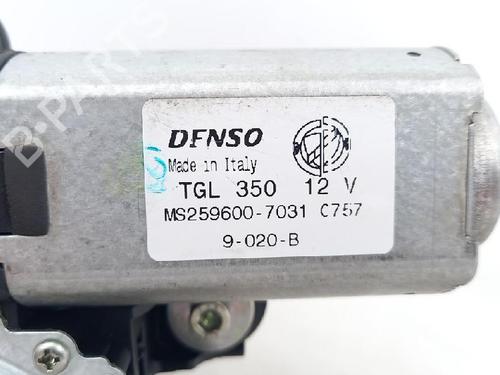 DENSO
Made in Italy
TGL 350 12 V
MS259600-7031 C757
9-020-B
B-PARTS